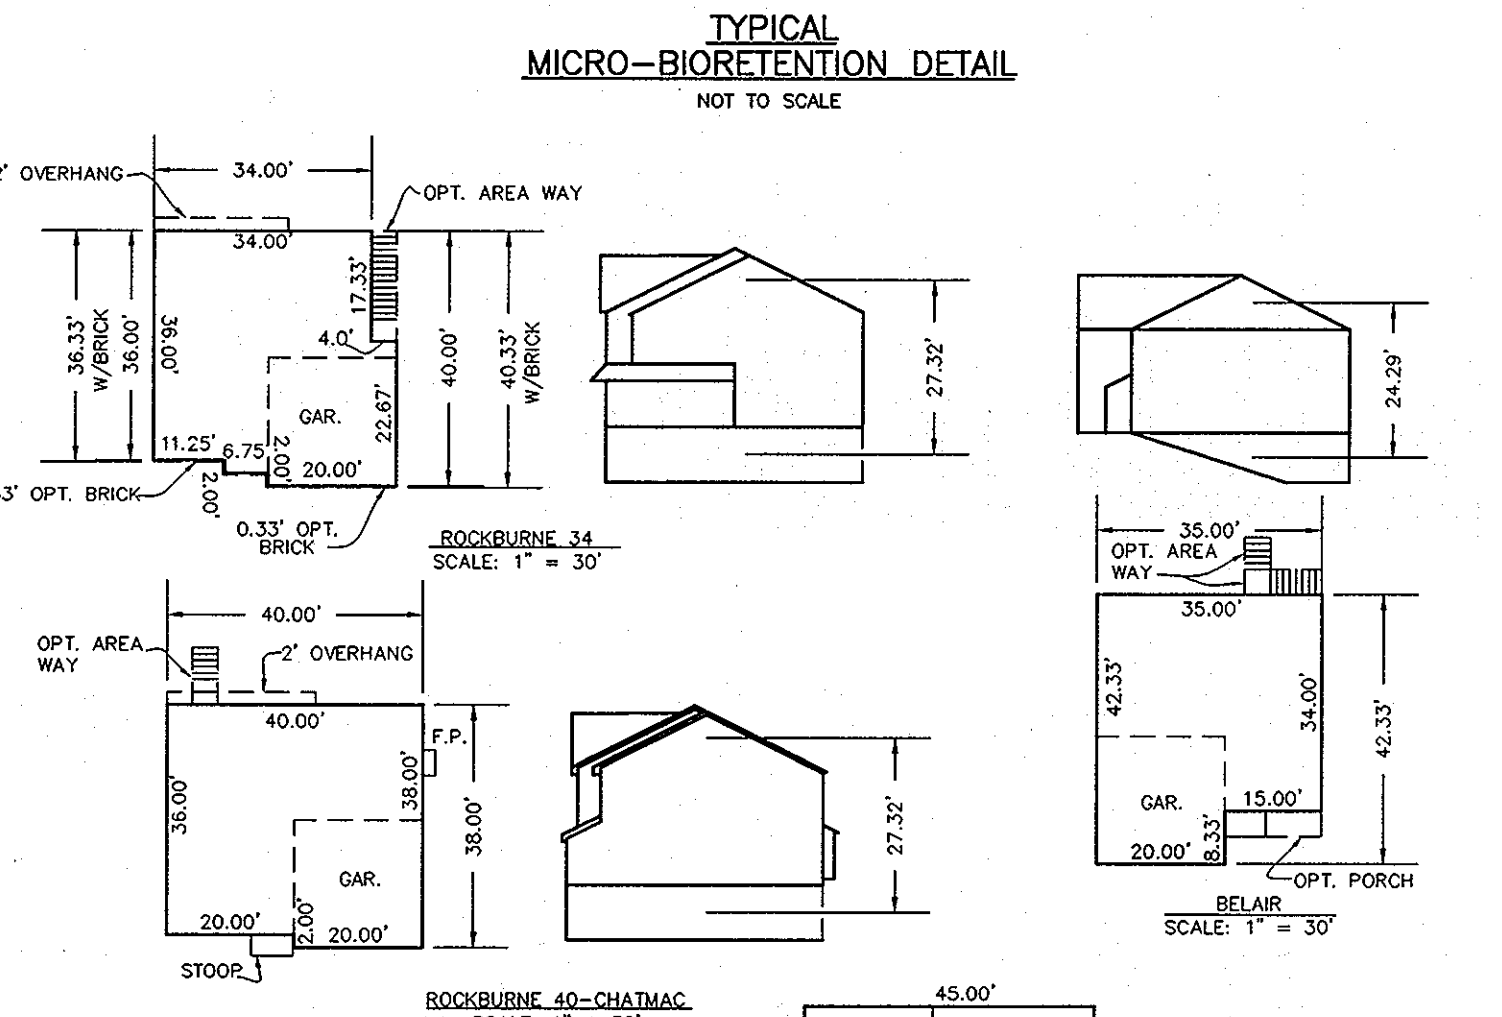 TYPICAL
MICRO-BIORETENTION DETAIL
NOT TO SCALE
2' OVERHANG
34.00'
OPT. AREA WAY
34.00'
36.33'
W/BRICK
36.00'
36.00'
17.33'
4.0'
40.00'
40.33'
W/BRICK
GAR.
22.67'
11.25'
6.75
2.00'
2.00'
20.00'
33' OPT. BRICK
0.33' OPT.
BRICK
ROCKBURNE 34
SCALE: 1" = 30'
27.32'
24.29'
35.00'
OPT. AREA
WAY
35.00'
42.33'
34.00'
42.33'
GAR.
15.00'
20.00'
8.33'
OPT. PORCH
BELAIR
SCALE: 1" = 30'
40.00'
OPT. AREA
WAY
2' OVERHANG
40.00'
F.P.
36.00'
38.00'
38.00'
GAR.
20.00'
2.00'
20.00'
STOOP
27.32'
ROCKBURNE 40-CHATMAC
45.00'